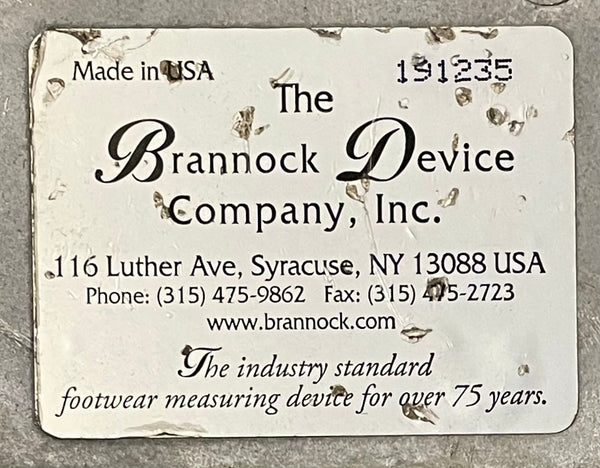 Made in USA 191235
The
Brannock Device
Company, Inc.
116 Luther Ave, Syracuse, NY 13088 USA
Phone: (315) 475-9862 Fax: (315) 475-2723
www.brannock.com
The industry standard
footwear measuring device for over 75 years.